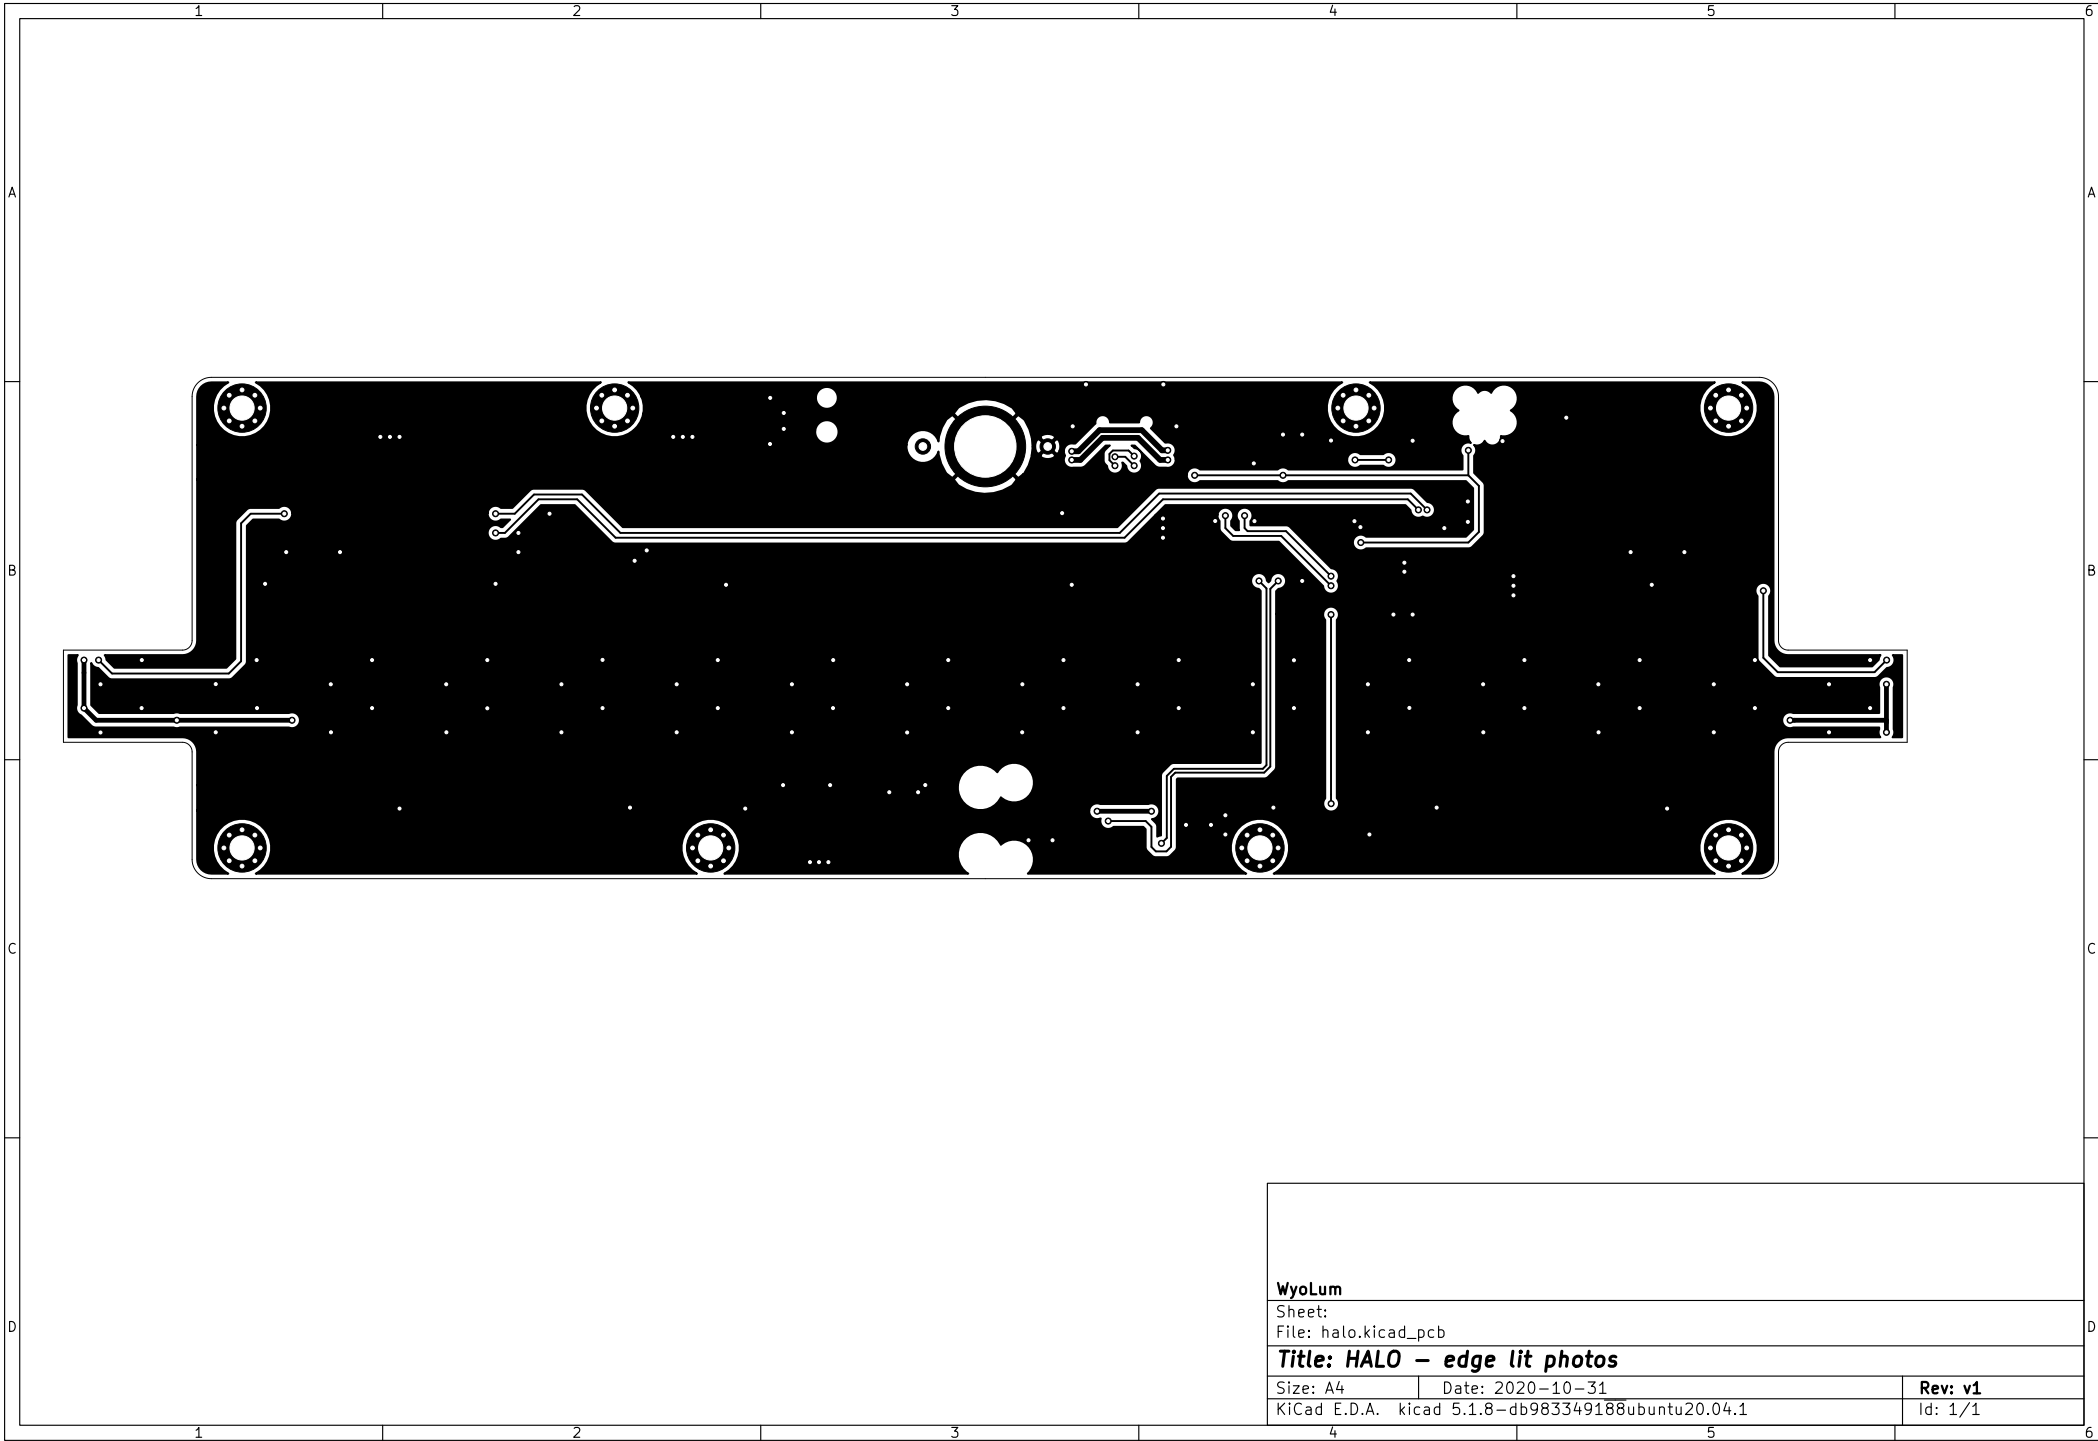 1 2 3 4 5 6
A A
B B
C C
D D
WyoLum
Sheet:
File: halo.kicad_pcb
Title: HALO – edge lit photos
Size: A4 Date: 2020-10-31 Rev: v1
KiCad E.D.A. kicad 5.1.8-db983349188ubuntu20.04.1 Id: 1/1
1 2 3 4 5 6